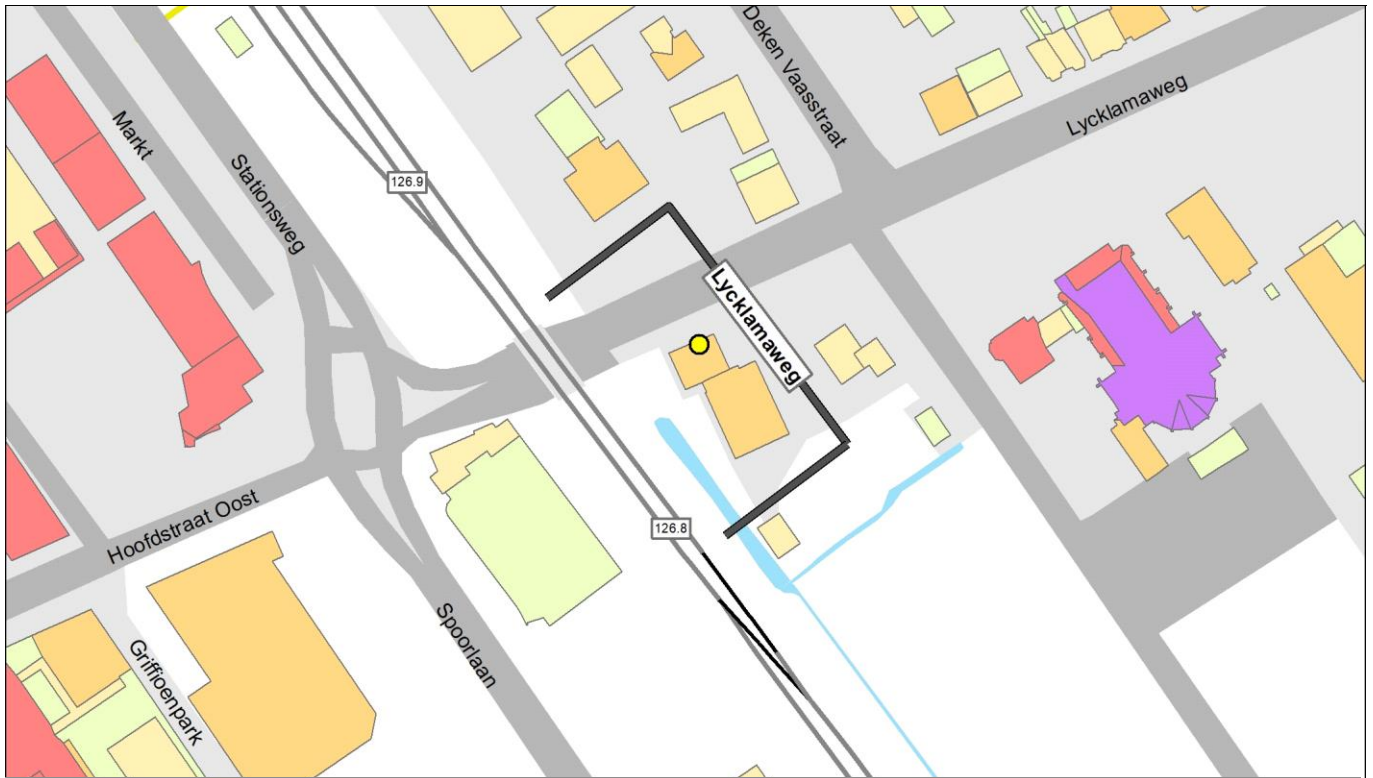 Deken Vaasstraat
Lycklamaweg
Markt
Stationsweg
126.9
Lycklamaweg
Hoofdstraat Oost
126.8
Spoorlaan
Griffioenpark